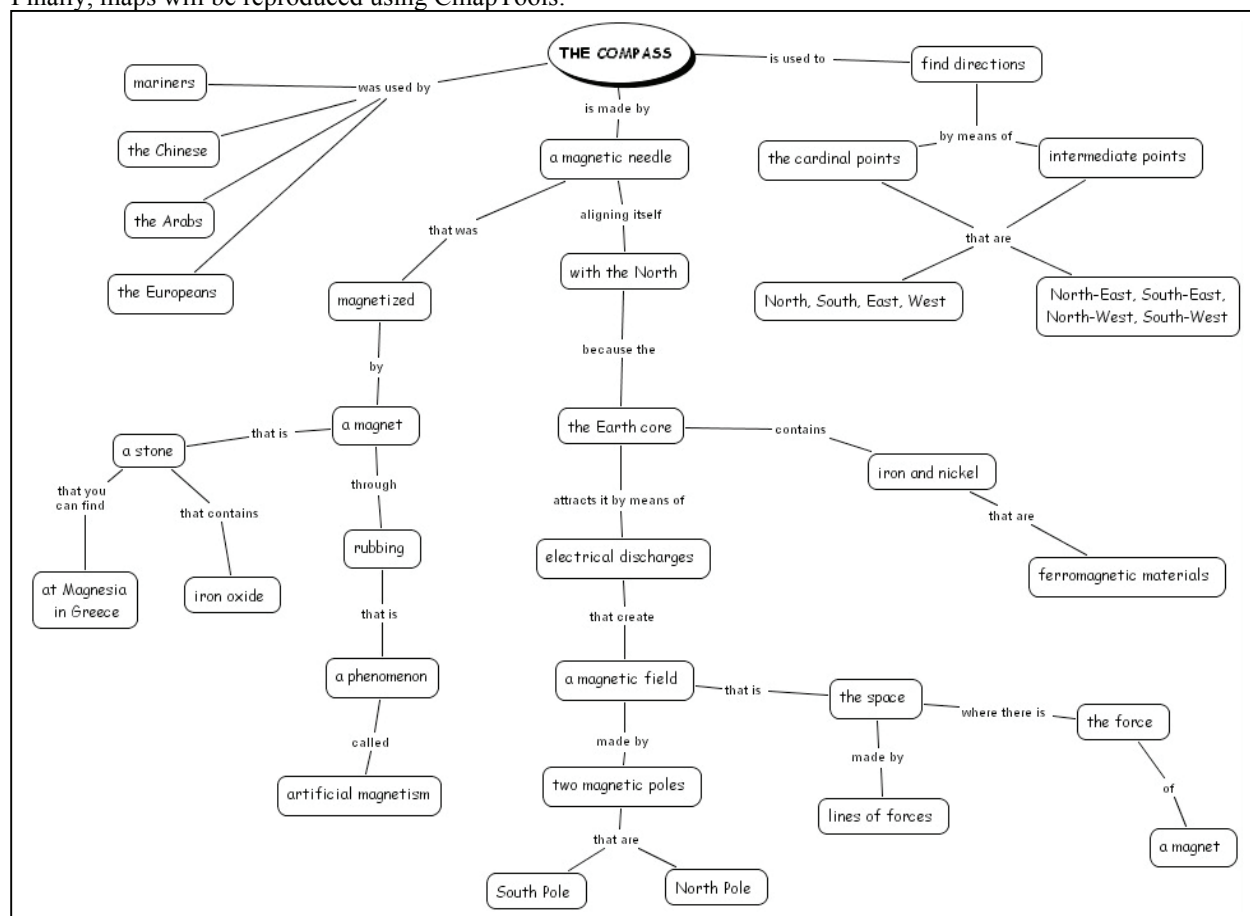 Finally, maps will be reproduced using CmapTools.
THE COMPASS
is used to
find directions
mariners
was used by
is made by
the Chinese
a magnetic needle
by means of
the cardinal points
intermediate points
the Arabs
aligning itself
that was
that are
the Europeans
with the North
magnetized
North, South, East, West
North-East, South-East,
North-West, South-West
because the
by
a magnet
the Earth core
that is
contains
a stone
iron and nickel
that you
can find
through
attracts it by means of
that contains
that are
rubbing
electrical discharges
at Magnesia
in Greece
iron oxide
ferromagnetic materials
that is
that create
a phenomenon
a magnetic field
that is
the space
where there is
the force
called
made by
made by
artificial magnetism
two magnetic poles
of
lines of forces
that are
a magnet
South Pole
North Pole